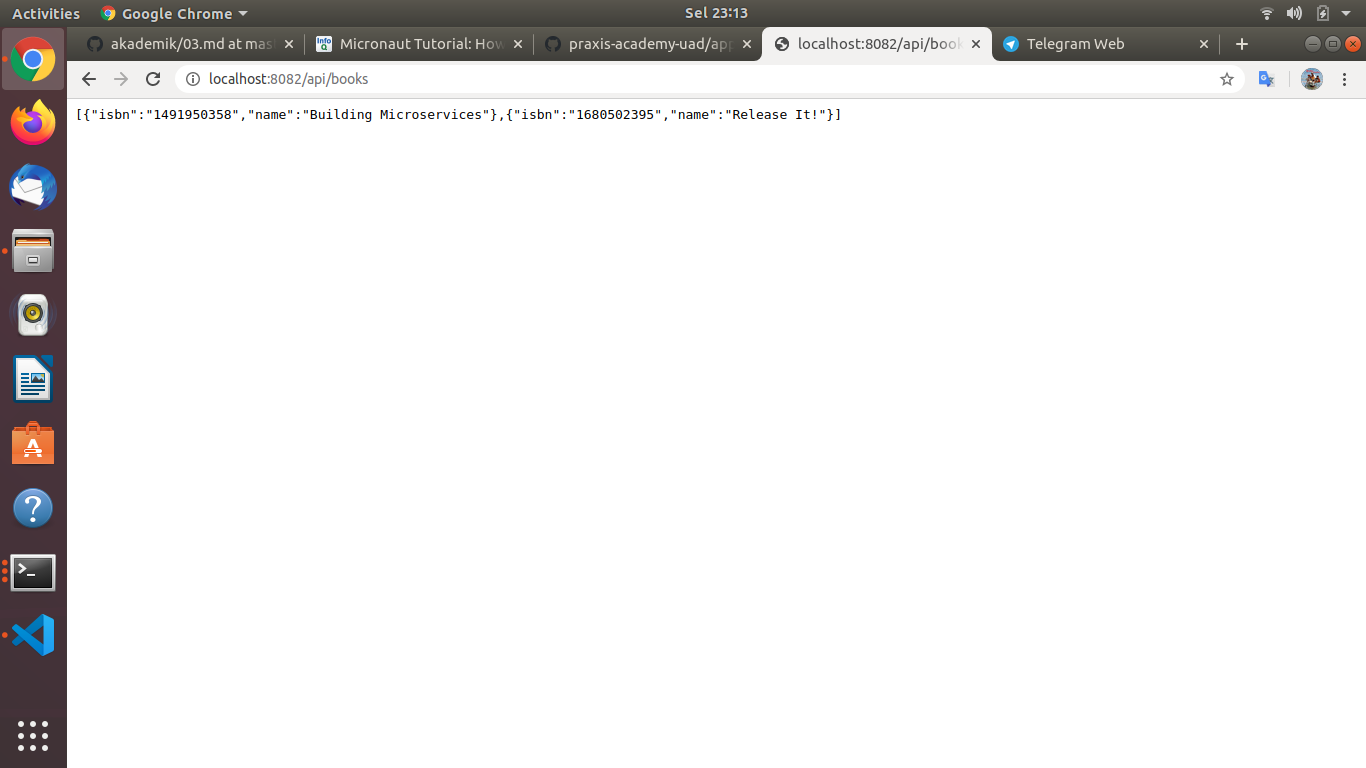 Activities Google Chrome Sel 23:13
akademik/03.md at mas Micronaut Tutorial: How praxis-academy-uad/app localhost:8082/api/book Telegram Web
localhost:8082/api/books
[{"isbn":"1491950358","name":"Building Microservices"},{"isbn":"1680502395","name":"Release It!"}]